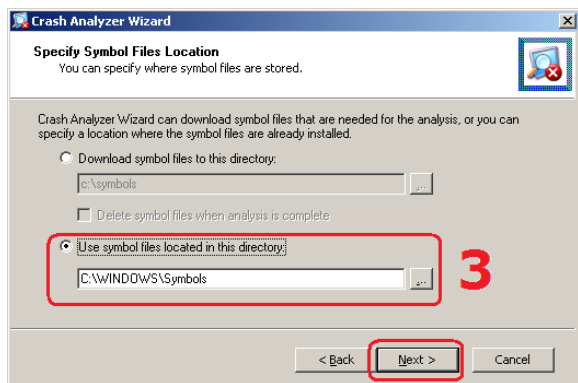 Crash Analyzer Wizard
Specify Symbol Files Location
You can specify where symbol files are stored.
Crash Analyzer Wizard can download symbol files that are needed for the analysis, or you can
specify a location where the symbol files are already installed.
Download symbol files to this directory:
c:\symbols
...
Delete symbol files when analysis is complete
Use symbol files located in this directory:
C:\WINDOWS\Symbols
...
3
< Back
Next >
Cancel